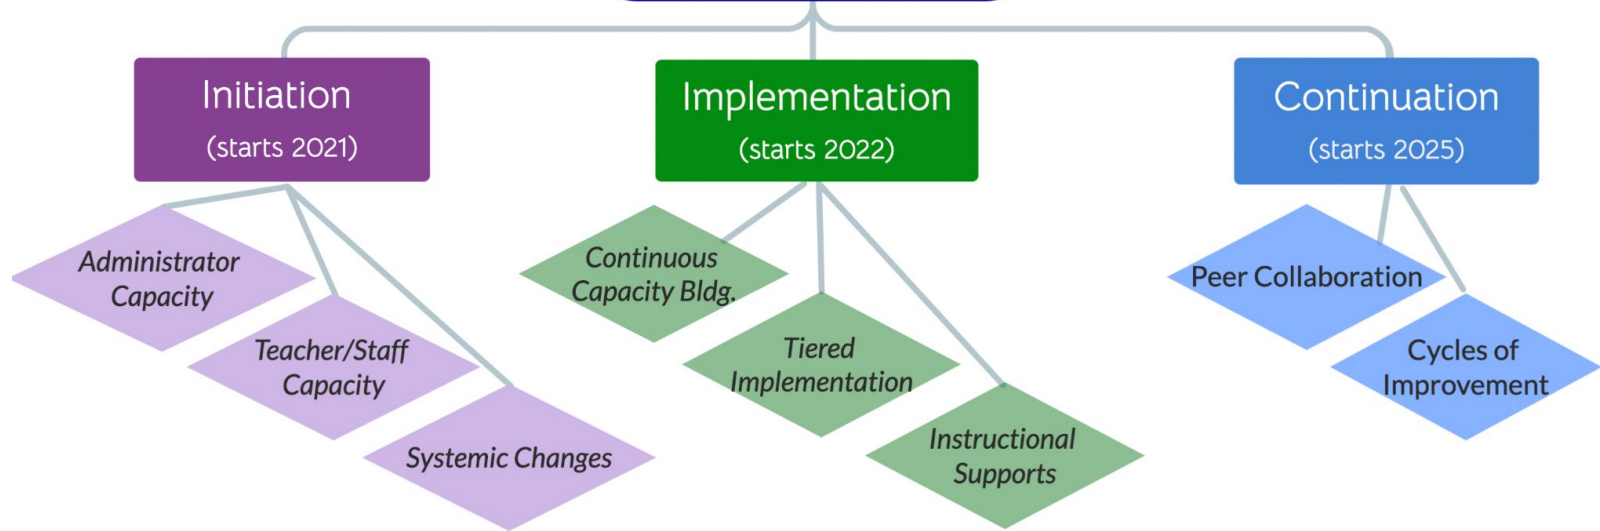 Initiation
(starts 2021)
Implementation
(starts 2022)
Continuation
(starts 2025)
Administrator
Capacity
Teacher/Staff
Capacity
Systemic Changes
Continuous
Capacity Bldg.
Tiered
Implementation
Instructional
Supports
Peer Collaboration
Cycles of
Improvement